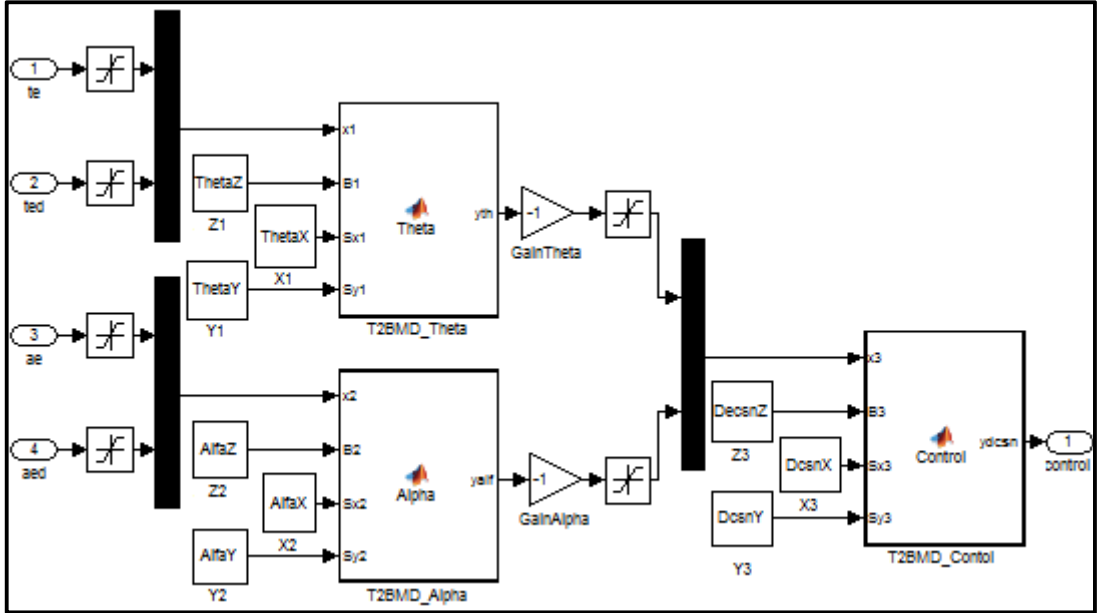 1
te
2
ted
ThetaZ
Z1
ThetaX
X1
ThetaY
Y1
x1
B1
Sx1
Sy1
Theta
yth
T2BMD_Theta
-1
GainTheta
3
ae
4
aed
AlfaZ
Z2
AlfaX
X2
AlfaY
Y2
x2
B2
Sx2
Sy2
Alpha
yalf
T2BMD_Alpha
-1
GainAlpha
DecsnZ
Z3
DcsnX
X3
DcsnY
Y3
x3
B3
Sx3
Sy3
Control
ydcsn
T2BMD_Contol
1
control